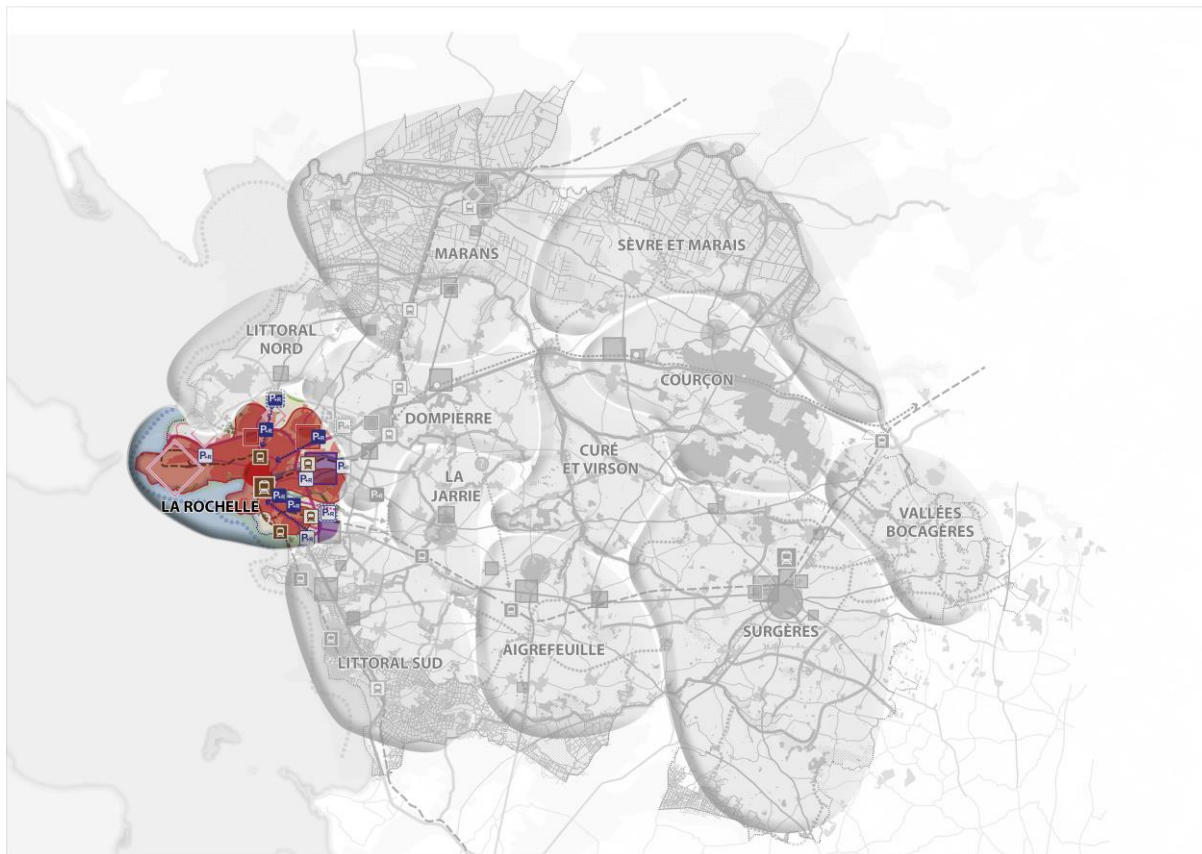 MARANS
SÈVRE ET MARAIS
LITTORAL
NORD
COURÇON
DOMPIERRE
CURÉ
ET VIRSON
LA
JARRIE
LA ROCHELLE
VALLÉES
BOCAGÈRES
SURGÈRES
AIGREFEUILLE
LITTORAL SUD
P+R
P+R
P+R
P+R
P+R
P+R
P+R
P+R
P+R
P+R